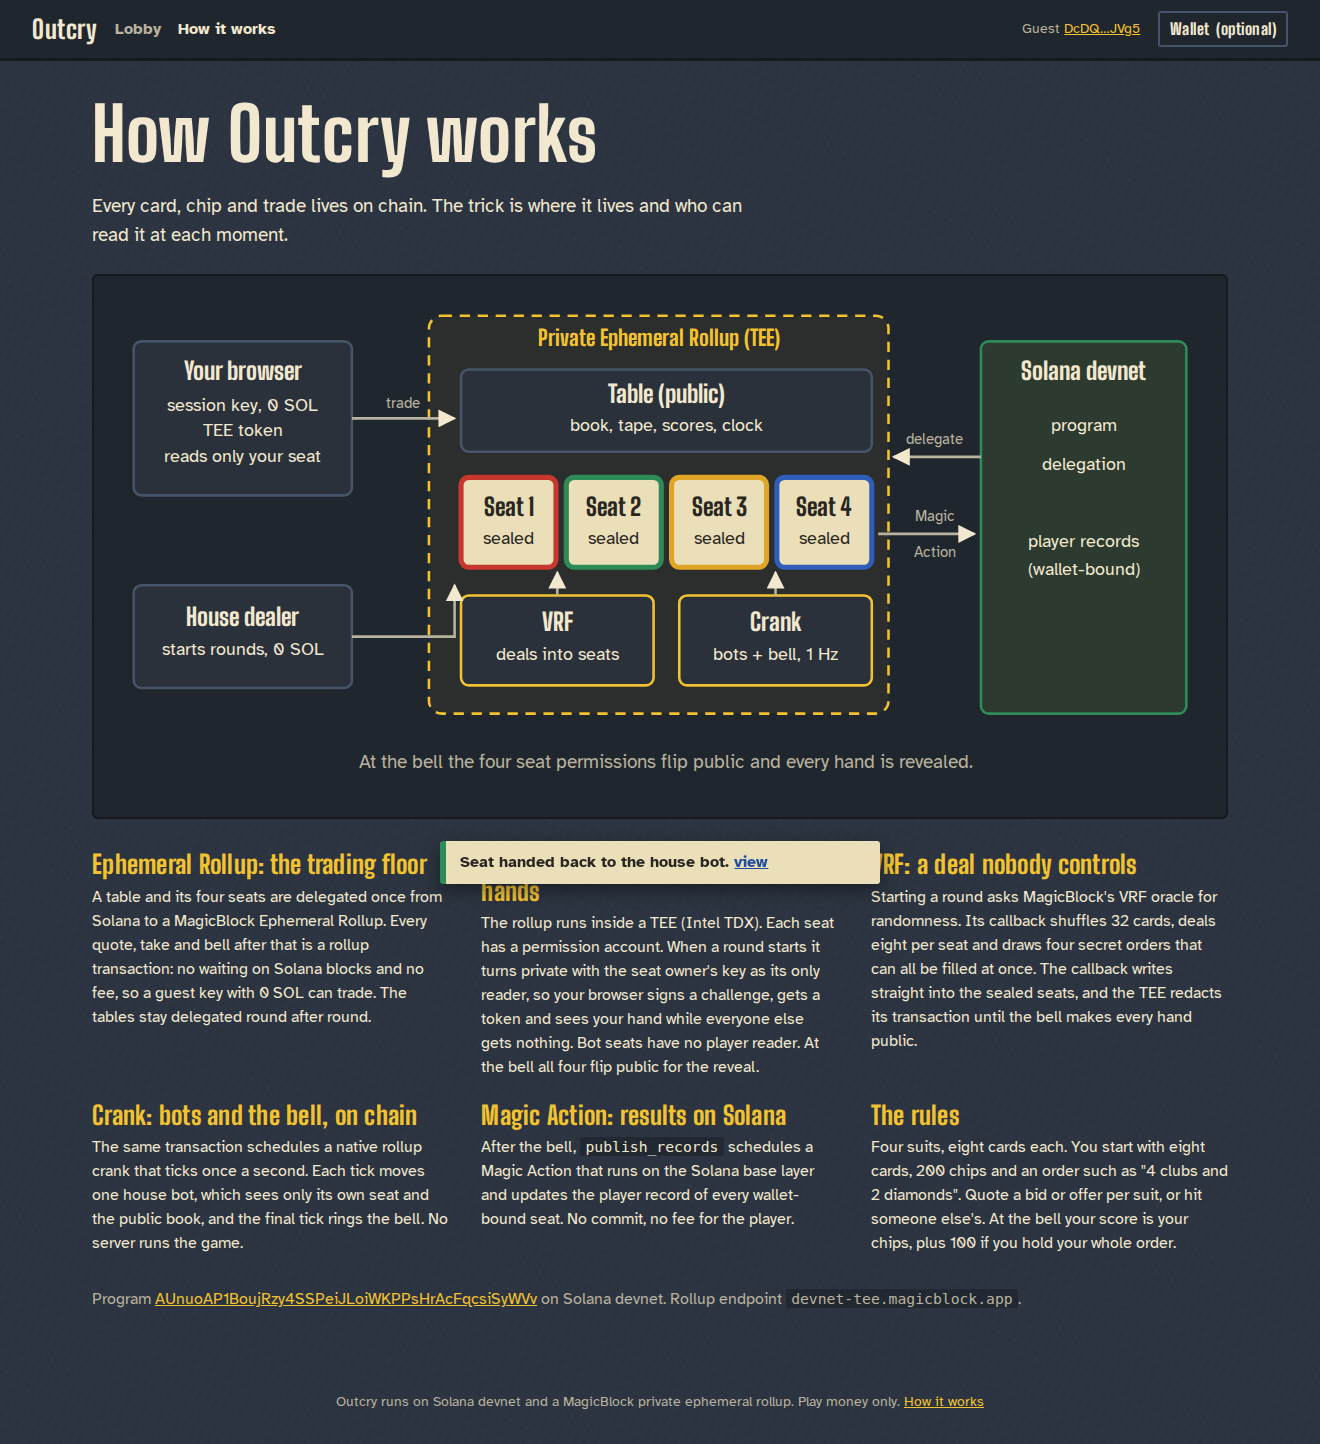 Outcry Lobby How it works
Guest DcDQ...JVg5 Wallet (optional)
How Outcry works
Every card, chip and trade lives on chain. The trick is where it lives and who can
read it at each moment.
Your browser
session key, 0 SOL
TEE token
reads only your seat
House dealer
starts rounds, 0 SOL
trade
Private Ephemeral Rollup (TEE)
Table (public)
book, tape, scores, clock
Seat 1
sealed
Seat 2
sealed
Seat 3
sealed
Seat 4
sealed
VRF
deals into seats
Crank
bots + bell, 1 Hz
delegate
Magic
Action
Solana devnet
program
delegation
player records
(wallet-bound)
At the bell the four seat permissions flip public and every hand is revealed.
Seat handed back to the house bot. view
Ephemeral Rollup: the trading floor
A table and its four seats are delegated once from
Solana to a MagicBlock Ephemeral Rollup. Every
quote, take and bell after that is a rollup
transaction: no waiting on Solana blocks and no
fee, so a guest key with 0 SOL can trade. The
tables stay delegated round after round.
hands
The rollup runs inside a TEE (Intel TDX). Each seat
has a permission account. When a round starts it
turns private with the seat owner's key as its only
reader, so your browser signs a challenge, gets a
token and sees your hand while everyone else
gets nothing. Bot seats have no player reader. At
the bell all four flip public for the reveal.
VRF: a deal nobody controls
Starting a round asks MagicBlock's VRF oracle for
randomness. Its callback shuffles 32 cards, deals
eight per seat and draws four secret orders that
can all be filled at once. The callback writes
straight into the sealed seats, and the TEE redacts
its transaction until the bell makes every hand
public.
Crank: bots and the bell, on chain
The same transaction schedules a native rollup
crank that ticks once a second. Each tick moves
one house bot, which sees only its own seat and
the public book, and the final tick rings the bell. No
server runs the game.
Magic Action: results on Solana
After the bell, publish_records schedules a
Magic Action that runs on the Solana base layer
and updates the player record of every wallet-
bound seat. No commit, no fee for the player.
The rules
Four suits, eight cards each. You start with eight
cards, 200 chips and an order such as "4 clubs and
2 diamonds". Quote a bid or offer per suit, or hit
someone else's. At the bell your score is your
chips, plus 100 if you hold your whole order.
Program AUnuoAP1BoujRzy4SSPeiJLoiWKPPsHrAcFqcsiSyWVv on Solana devnet. Rollup endpoint devnet-tee.magicblock.app.
Outcry runs on Solana devnet and a MagicBlock private ephemeral rollup. Play money only. How it works